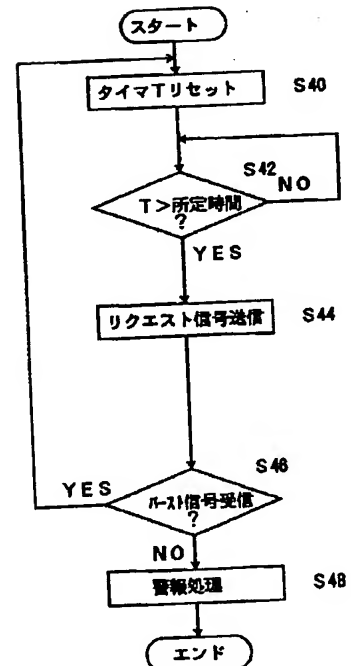 スタート
タイマTリセット
S40
S42
NO
T>所定時間
?
YES
リクエスト信号送信
S44
S46
YES
バースト信号受信
?
NO
警報処理
S48
エンド